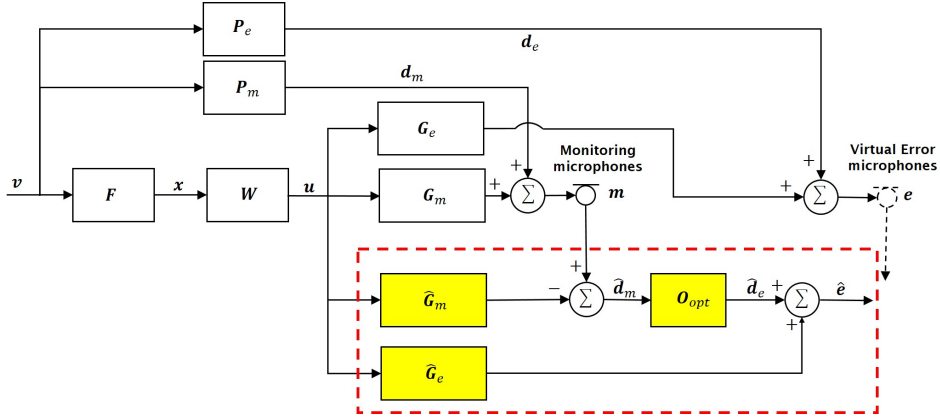 P_e
d_e
P_m
d_m
G_e
Monitoring
microphones
Virtual Error
microphones
v
F
x
W
u
G_m
+
+
Σ
m
+
+
Σ
e
Ĝ_m
−
+
Σ
d̂_m
O_opt
d̂_e
+
+
Σ
ê
Ĝ_e